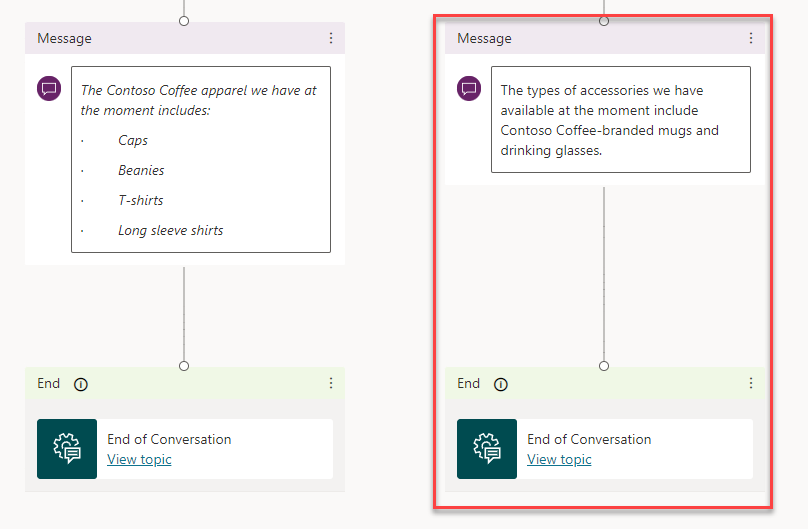 Message
The Contoso Coffee apparel we have at
the moment includes:
· Caps
· Beanies
· T-shirts
· Long sleeve shirts
End
End of Conversation
View topic
Message
The types of accessories we have
available at the moment include
Contoso Coffee-branded mugs and
drinking glasses.
End
End of Conversation
View topic